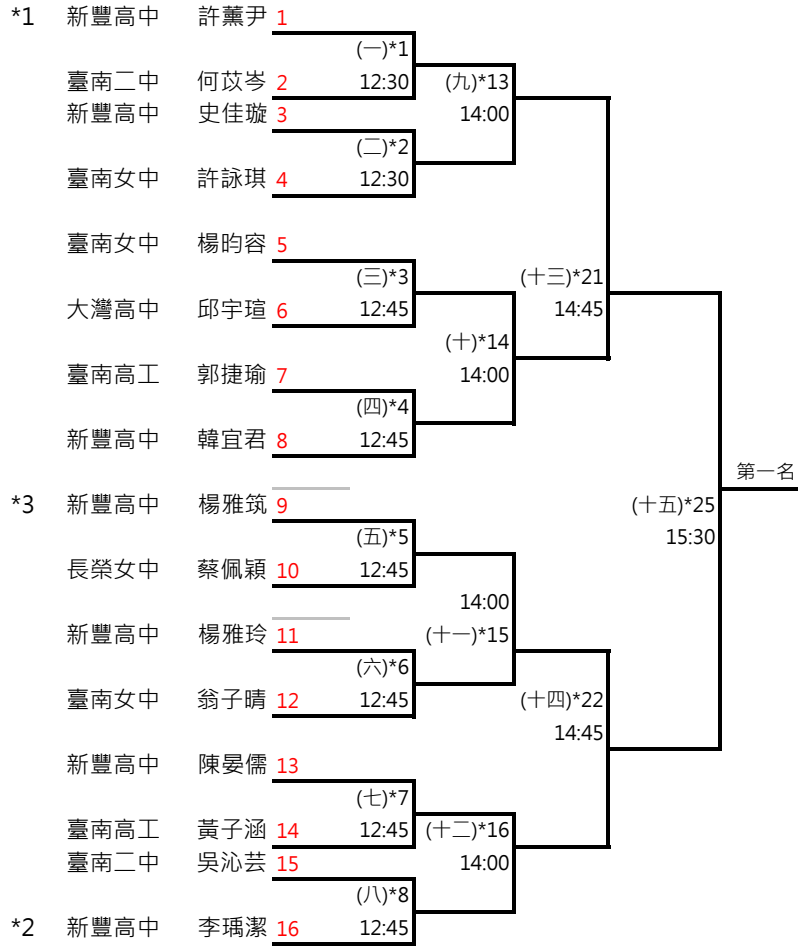 *1 新豐高中 許薰尹 1
(一)*1
臺南二中 何苡岑 2 12:30 (九)*13
新豐高中 史佳璇 3 14:00
(二)*2
臺南女中 許詠琪 4 12:30
臺南女中 楊昀容 5
(三)*3 (十三)*21
大灣高中 邱宇瑄 6 12:45 14:45
(十)*14
臺南高工 郭捷瑜 7 14:00
(四)*4
新豐高中 韓宜君 8 12:45
第一名
*3 新豐高中 楊雅筑 9 (十五)*25
(五)*5 15:30
長榮女中 蔡佩穎 10 12:45
14:00
新豐高中 楊雅玲 11 (十一)*15
(六)*6
臺南女中 翁子晴 12 12:45 (十四)*22
14:45
新豐高中 陳晏儒 13
(七)*7
臺南高工 黃子涵 14 12:45 (十二)*16
臺南二中 吳沁芸 15 14:00
(八)*8
*2 新豐高中 李瑀潔 16 12:45